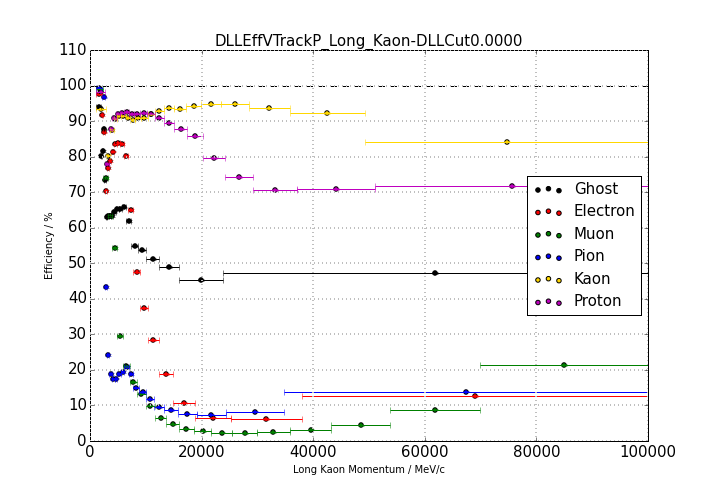 DLLEffVTrackP_Long_Kaon-DLLCut0.0000
110
100
90
80
70
60
50
40
30
20
10
0
Efficiency / %
Ghost
Electron
Muon
Pion
Kaon
Proton
0 20000 40000 60000 80000 100000
Long Kaon Momentum / MeV/c